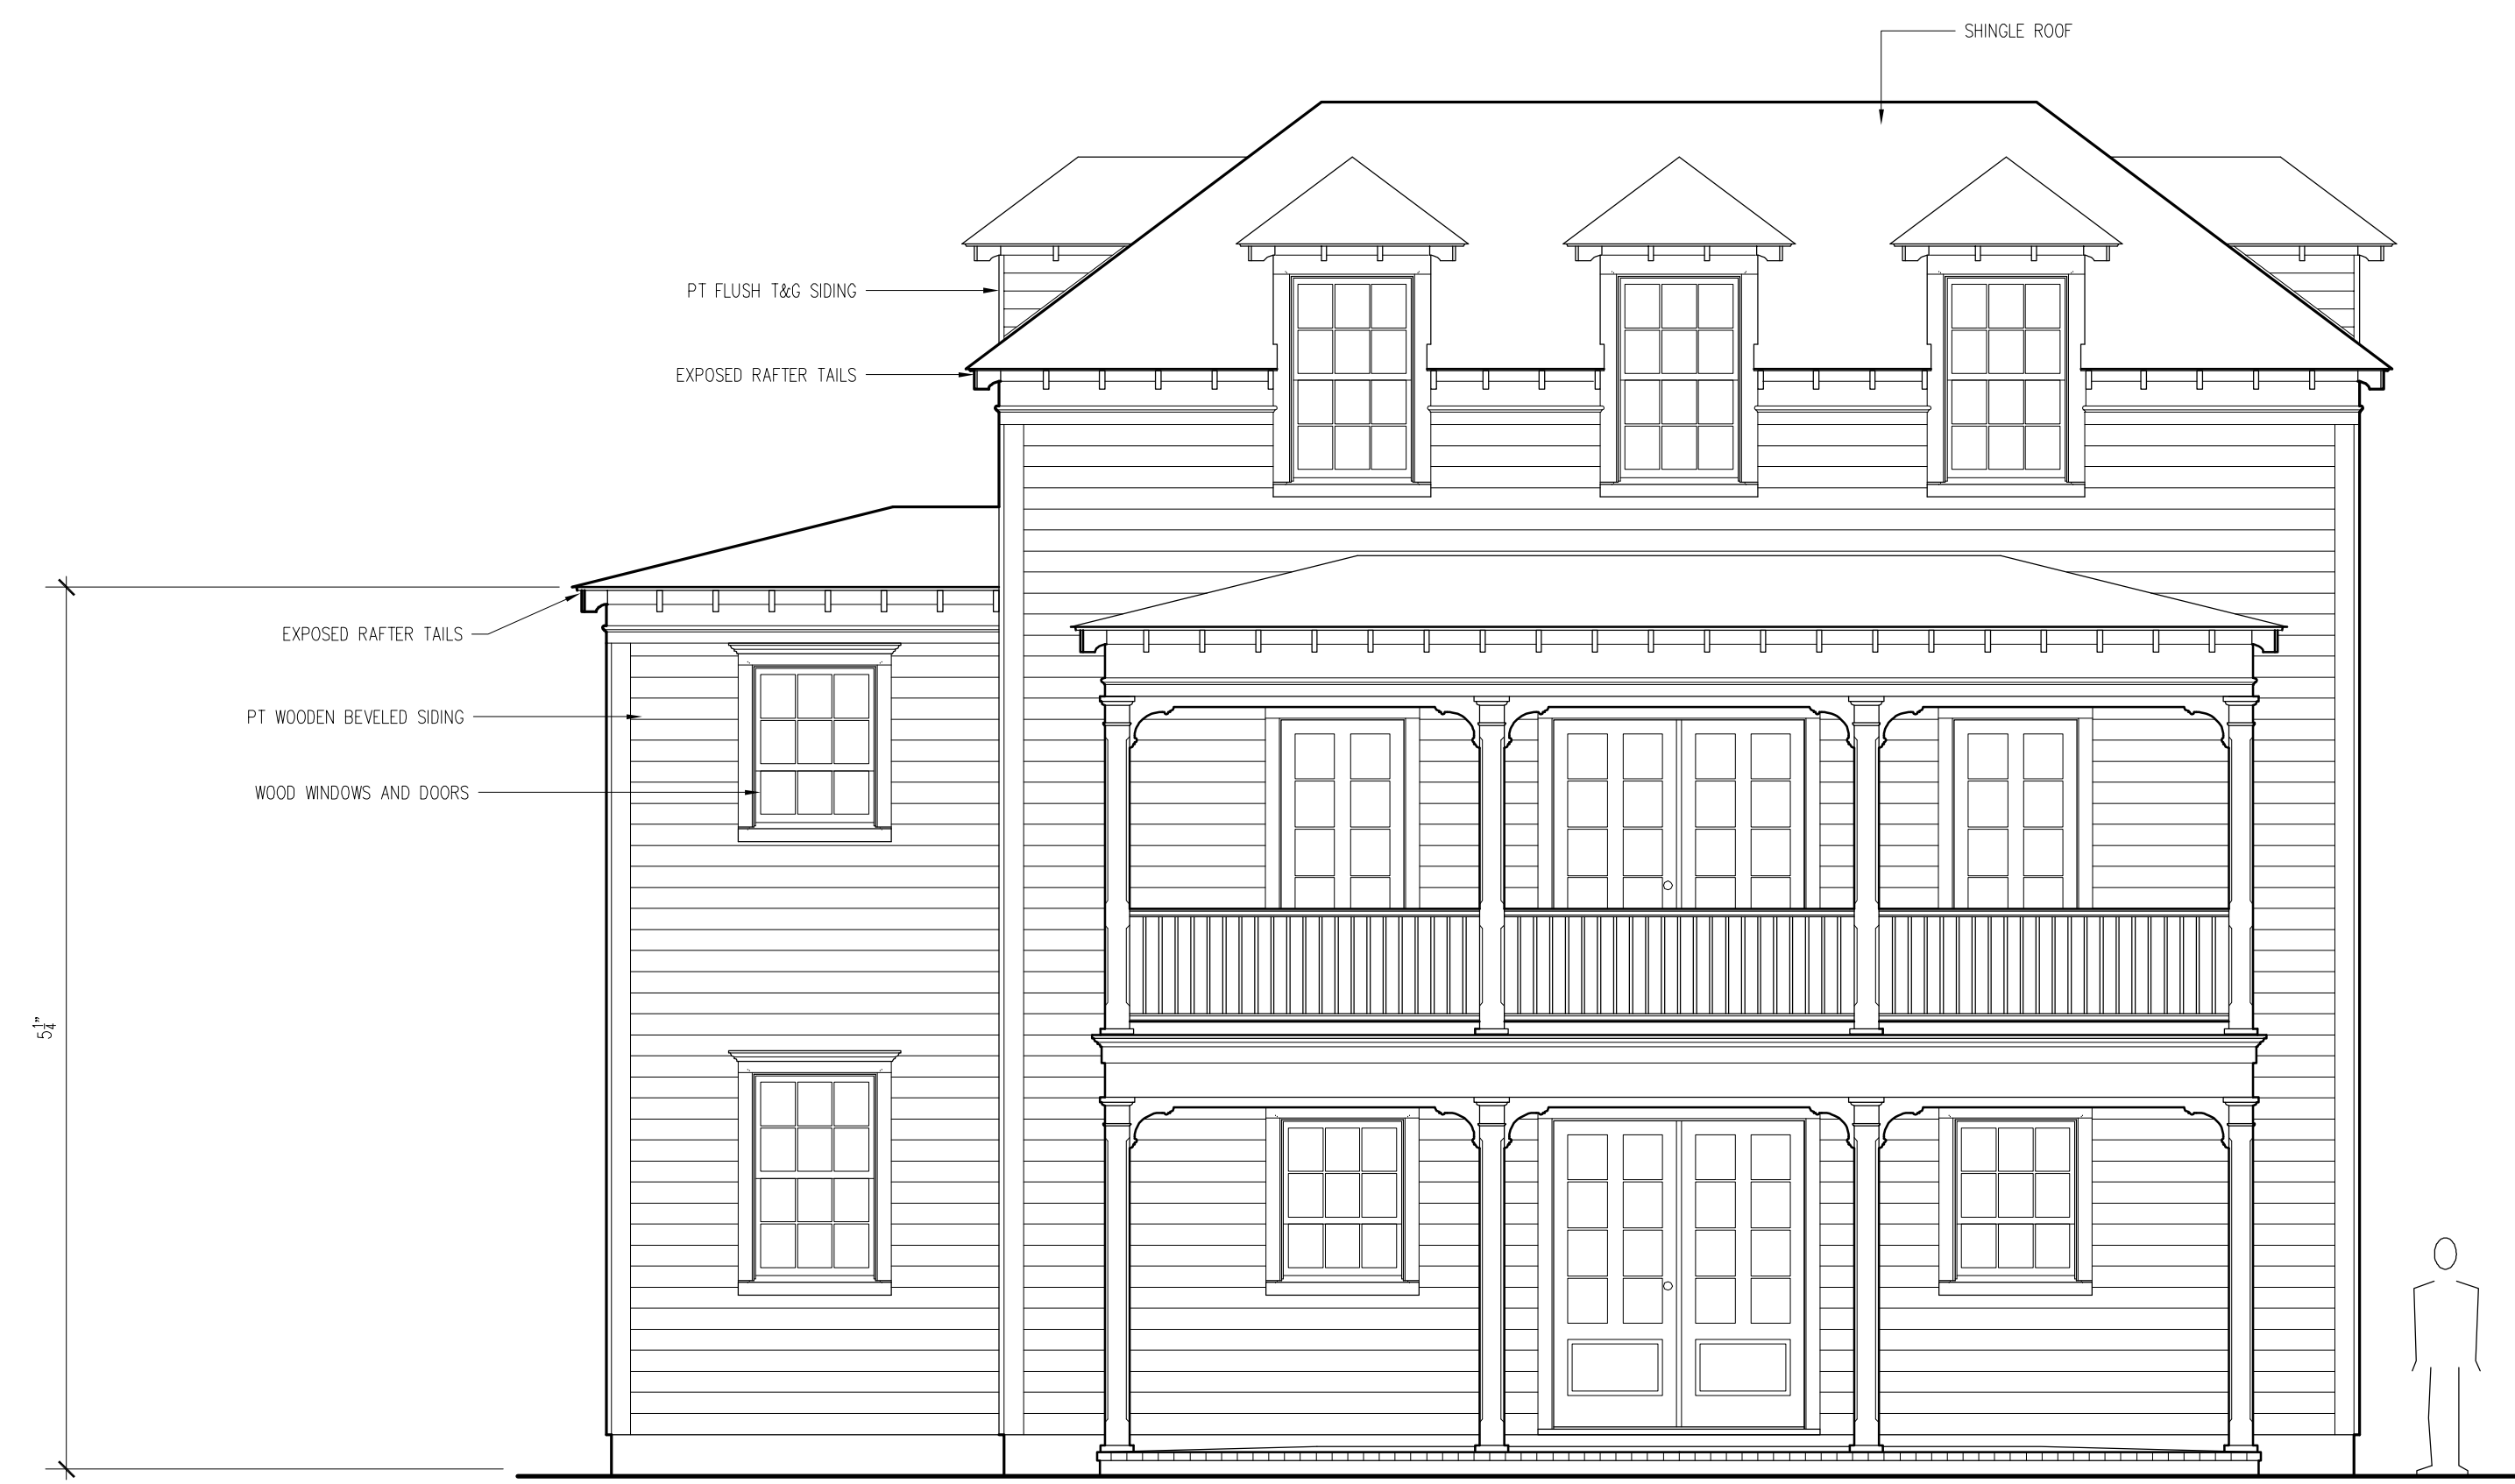 SHINGLE ROOF
PT FLUSH T&G SIDING
EXPOSED RAFTER TAILS
EXPOSED RAFTER TAILS
PT WOODEN BEVELED SIDING
WOOD WINDOWS AND DOORS
5¼"